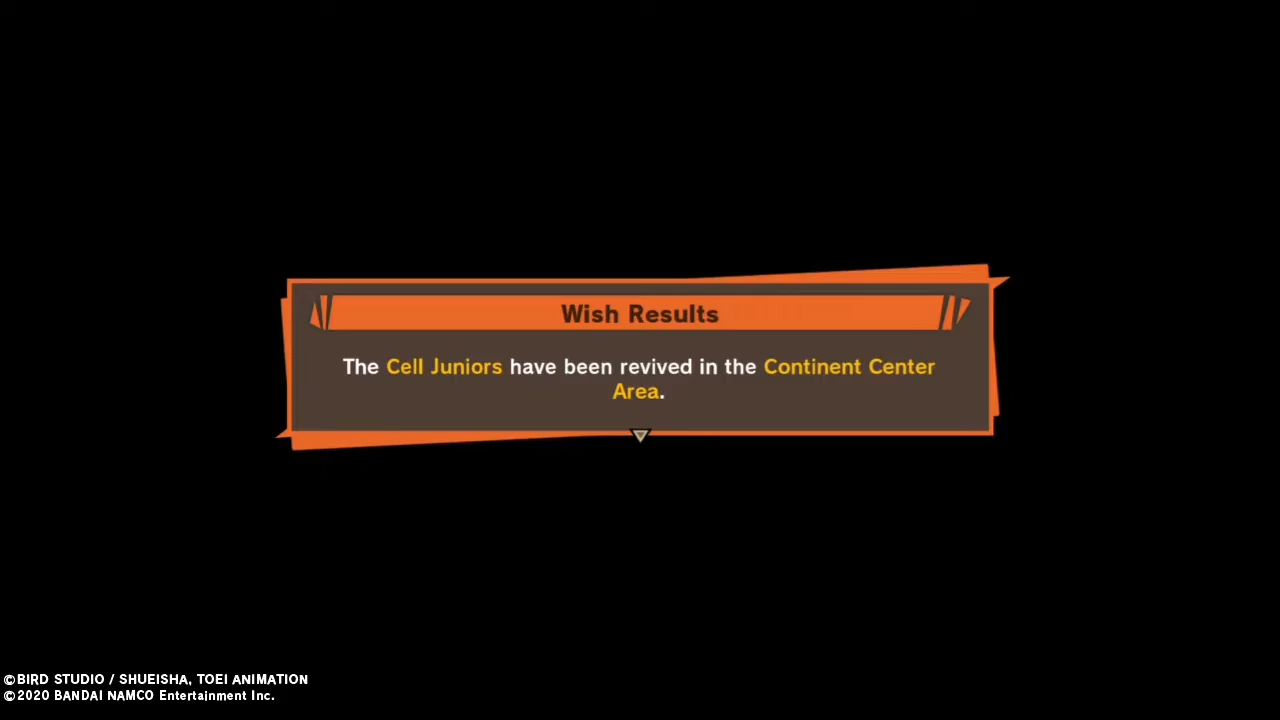 Wish Results
The Cell Juniors have been revived in the Continent Center
Area.
©BIRD STUDIO / SHUEISHA, TOEI ANIMATION
©2020 BANDAI NAMCO Entertainment Inc.